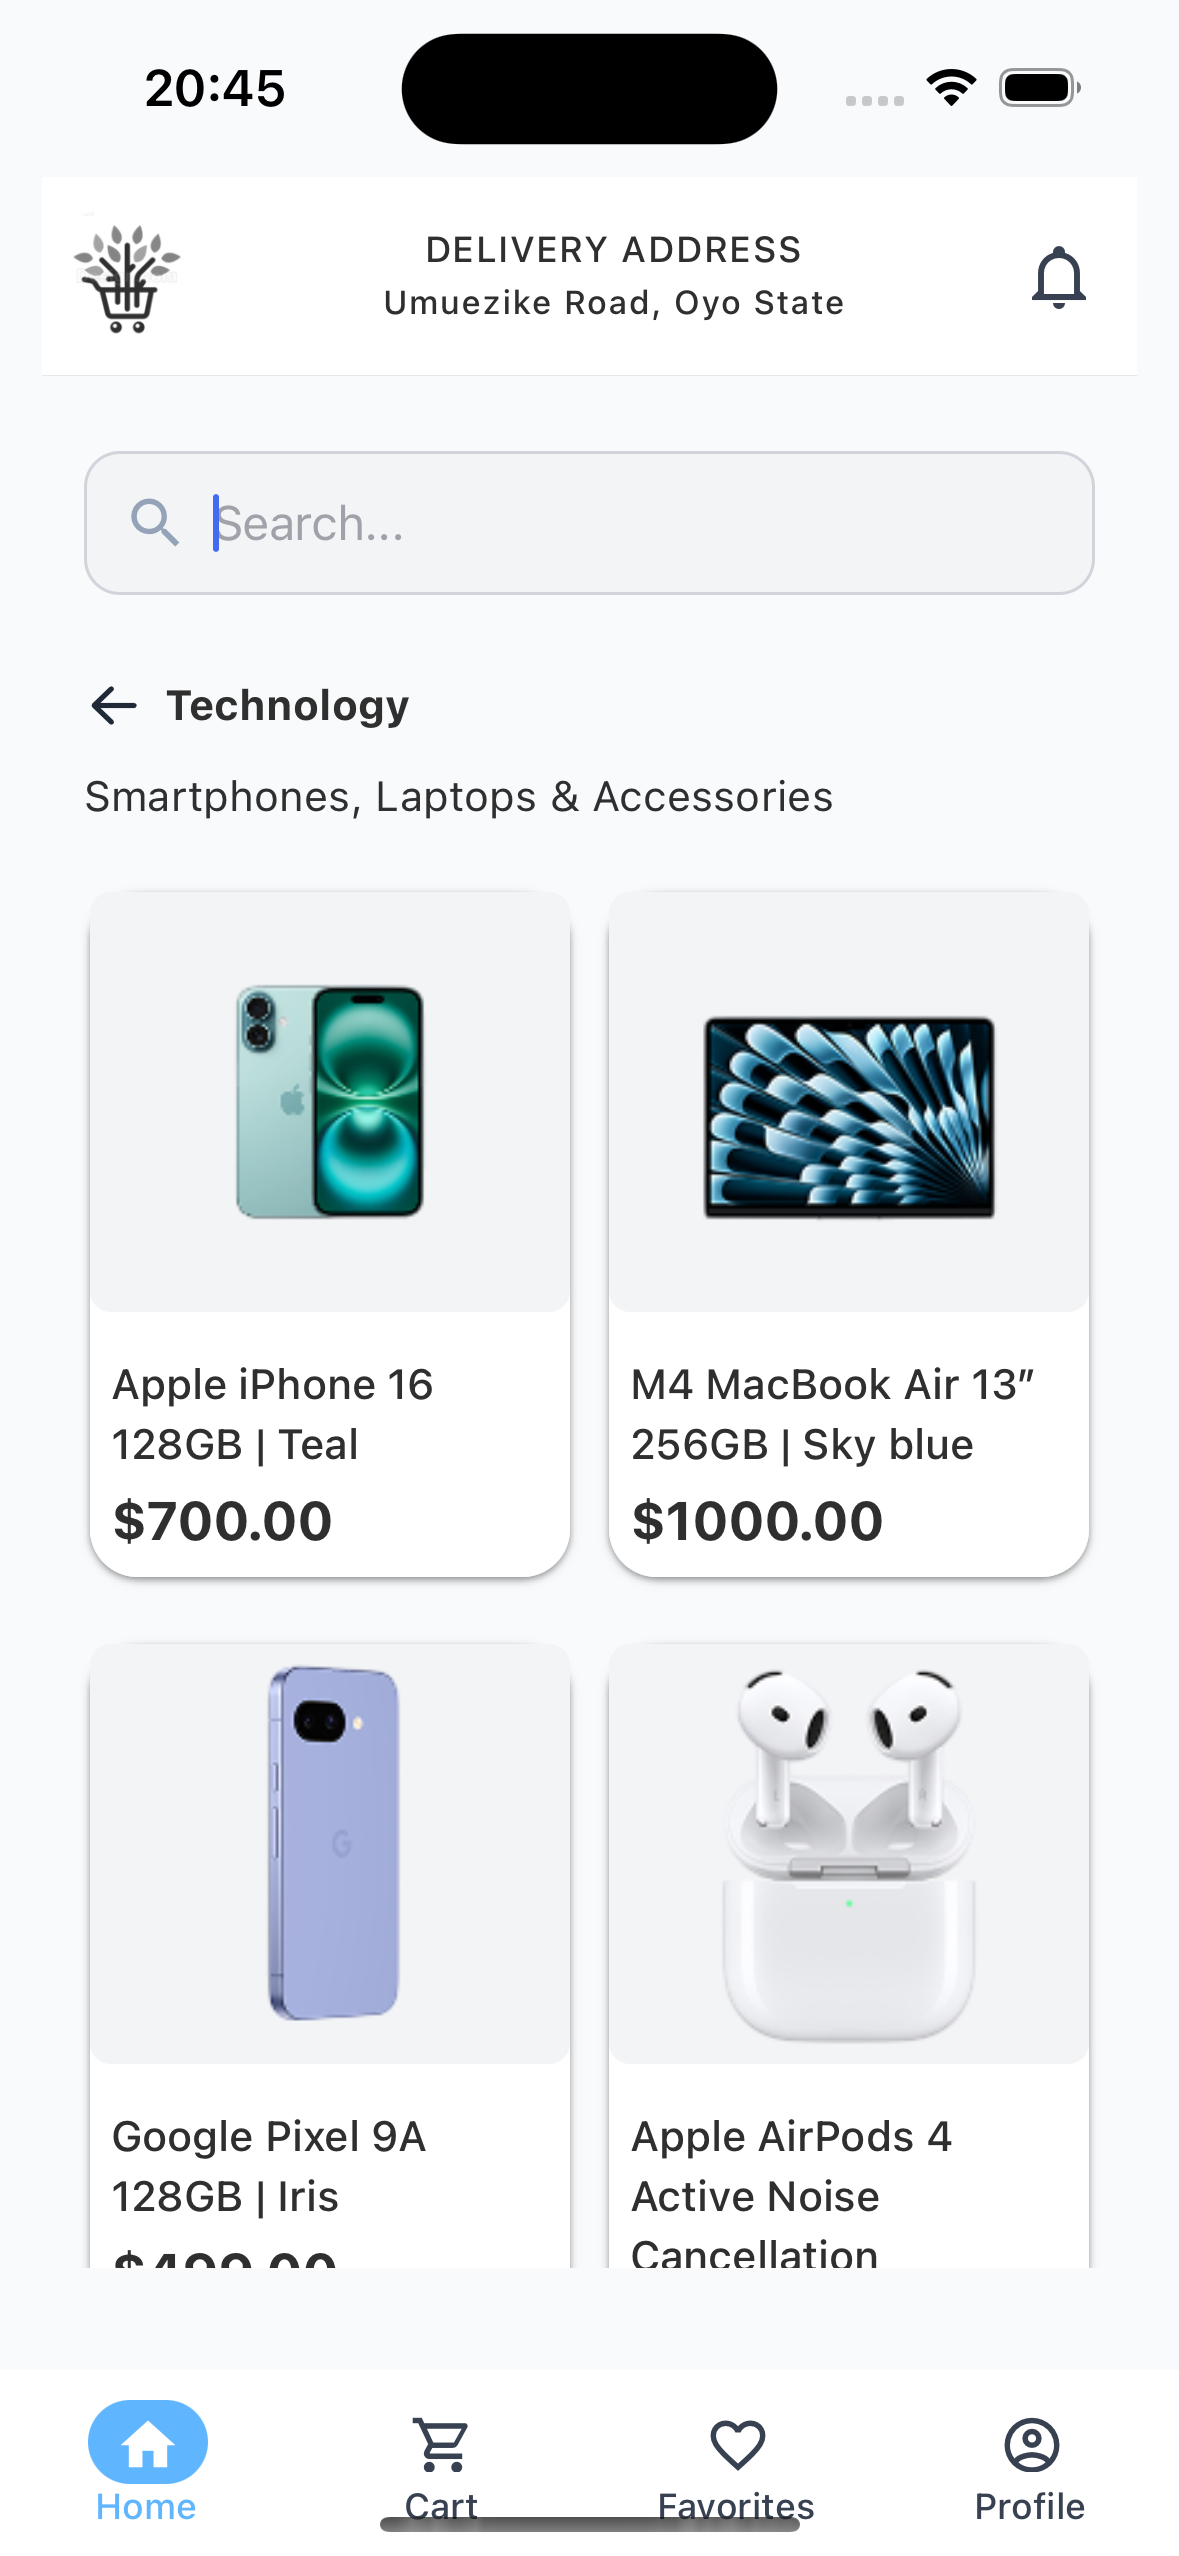 20:45
DELIVERY ADDRESS
Umuezike Road, Oyo State
Search...
Technology
Smartphones, Laptops & Accessories
Apple iPhone 16
128GB | Teal
$700.00
M4 MacBook Air 13”
256GB | Sky blue
$1000.00
Google Pixel 9A
128GB | Iris
$499.00
Apple AirPods 4
Active Noise
Cancellation
Home
Cart
Favorites
Profile